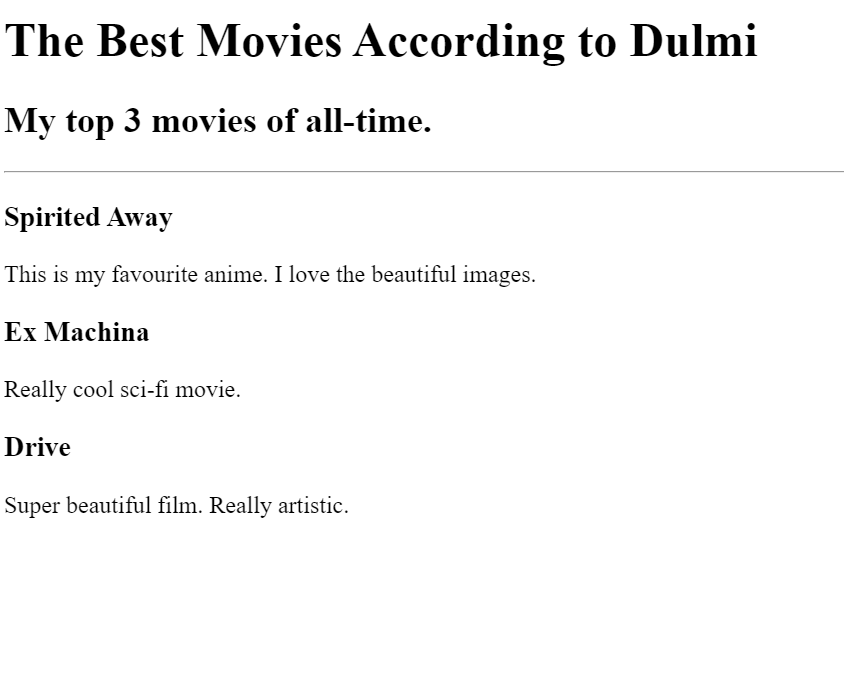 The Best Movies According to Dulmi
My top 3 movies of all-time.
Spirited Away
This is my favourite anime. I love the beautiful images.
Ex Machina
Really cool sci-fi movie.
Drive
Super beautiful film. Really artistic.